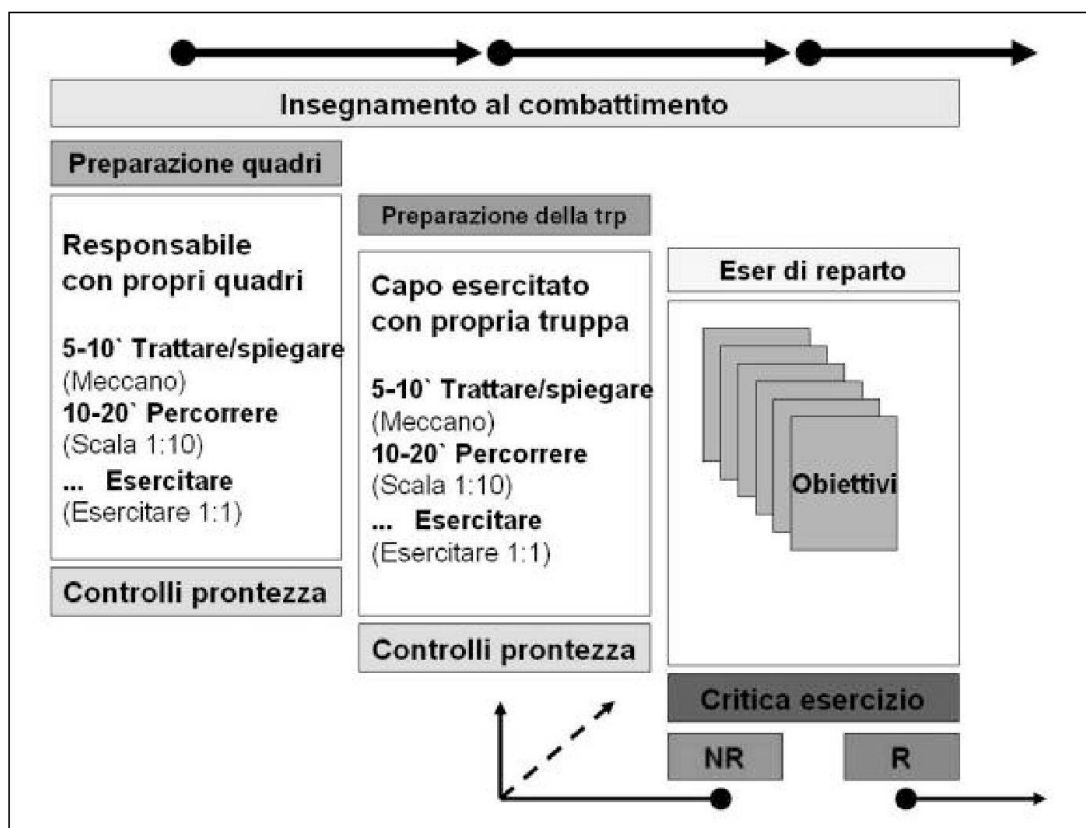 Insegnamento al combattimento
Preparazione quadri
Responsabile
con propri quadri
5-10` Trattare/spiegare
(Meccano)
10-20` Percorrere
(Scala 1:10)
... Esercitare
(Esercitare 1:1)
Controlli prontezza
Preparazione della trp
Capo esercitato
con propria truppa
5-10` Trattare/spiegare
(Meccano)
10-20` Percorrere
(Scala 1:10)
... Esercitare
(Esercitare 1:1)
Controlli prontezza
Eser di reparto
Obiettivi
Critica esercizio
NR
R